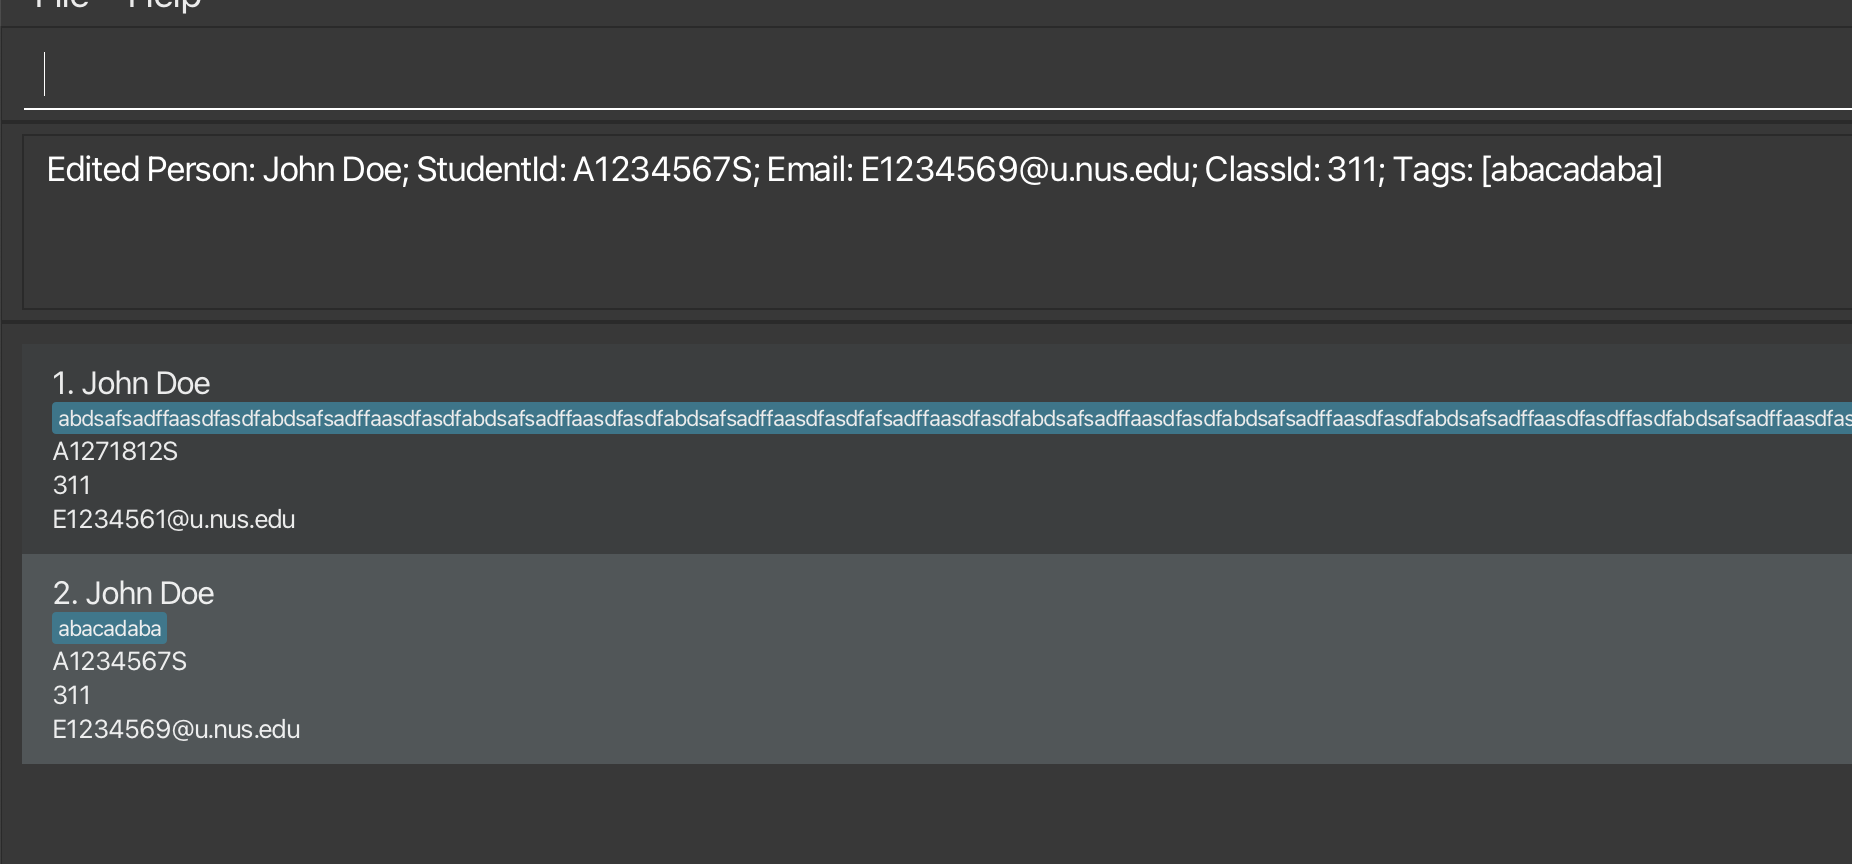 File Help
Edited Person: John Doe; StudentId: A1234567S; Email: E1234569@u.nus.edu; ClassId: 311; Tags: [abacadaba]
1. John Doe
abdsafsadffaasdfasdfabdsafsadffaasdfasdfabdsafsadffaasdfasdfabdsafsadffaasdfasdfafsadffaasdfasdfabdsafsadffaasdfasdfabdsafsadffaasdfasdfabdsafsadffaasdfasdffasdfabdsafsadffaasdfas
A1271812S
311
E1234561@u.nus.edu
2. John Doe
abacadaba
A1234567S
311
E1234569@u.nus.edu